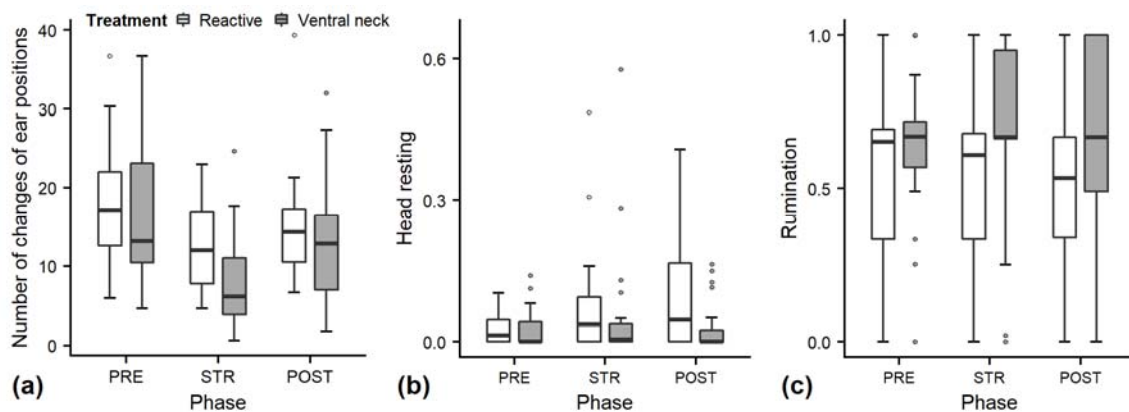 Treatment Reactive Ventral neck
Number of changes of ear positions
40
30
20
10
0
PRE STR POST
Phase
(a)
Head resting
0.6
0.3
0.0
PRE STR POST
Phase
(b)
Rumination
1.0
0.5
0.0
PRE STR POST
Phase
(c)